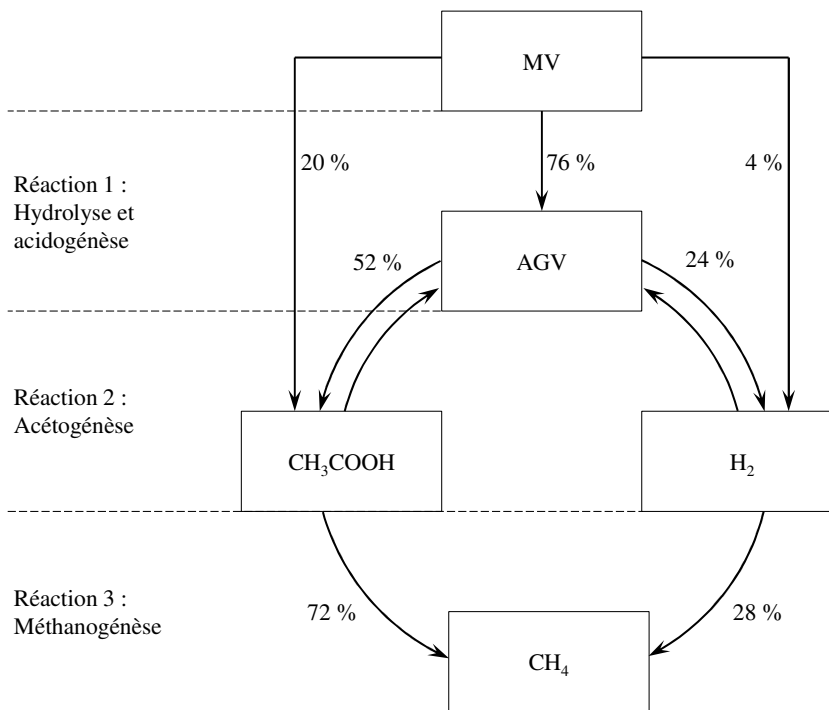 MV
20 %
76 %
4 %
Réaction 1 :
Hydrolyse et
acidogénèse
52 %
AGV
24 %
Réaction 2 :
Acétogénèse
CH₃COOH
H₂
Réaction 3 :
Méthanogénèse
72 %
28 %
CH₄